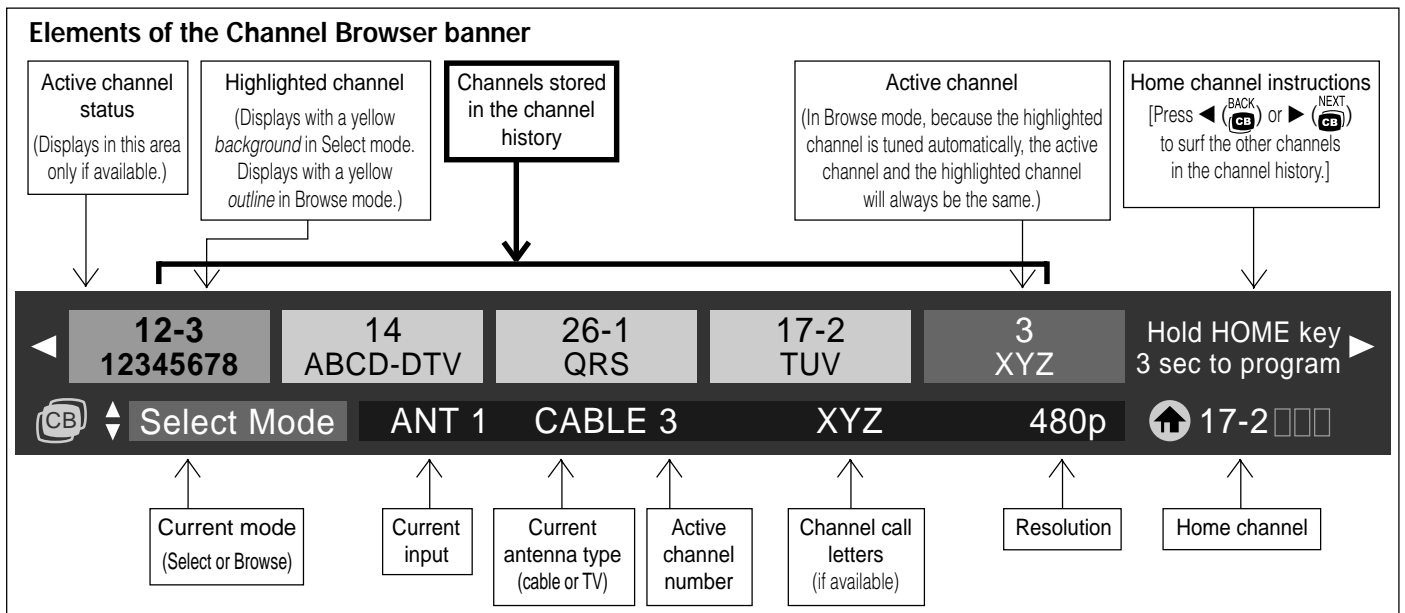 Elements of the Channel Browser banner
Active channel
status
(Displays in this area
only if available.)
Highlighted channel
(Displays with a yellow
background in Select mode.
Displays with a yellow
outline in Browse mode.)
Channels stored
in the channel
history
Active channel
(In Browse mode, because the highlighted
channel is tuned automatically, the active
channel and the highlighted channel
will always be the same.)
Home channel instructions
[Press ◄ (BACK CB) or ► (NEXT CB)
to surf the other channels
in the channel history.]
◄ 12-3 14 26-1 17-2 3 Hold HOME key ►
12345678 ABCD-DTV QRS TUV XYZ 3 sec to program
CB Select Mode ANT 1 CABLE 3 XYZ 480p 17-2
Current mode
(Select or Browse)
Current
input
Current
antenna type
(cable or TV)
Active
channel
number
Channel call
letters
(if available)
Resolution
Home channel